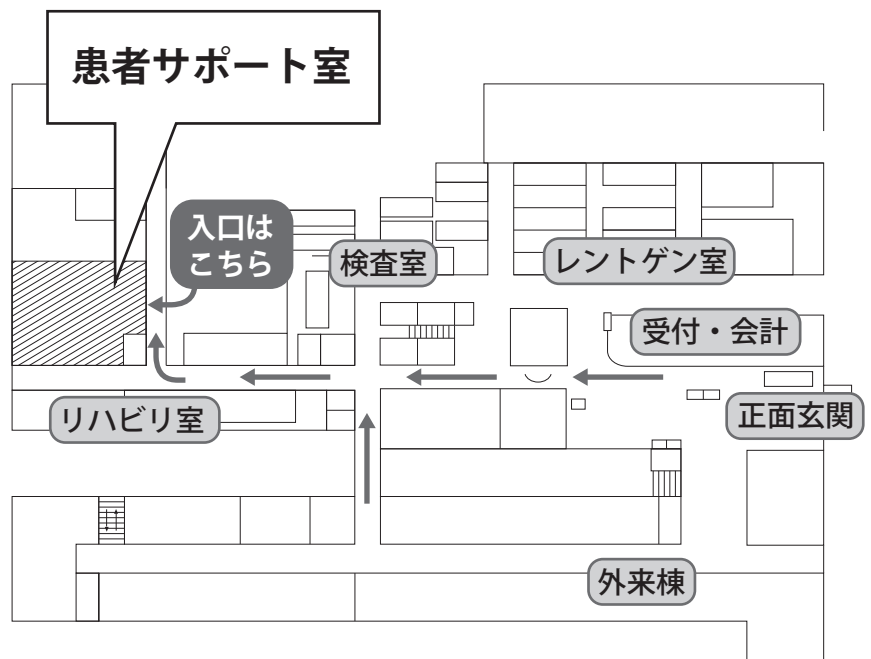 患者サポート室
入口は
こちら
検査室
レントゲン室
受付・会計
正面玄関
リハビリ室
外来棟